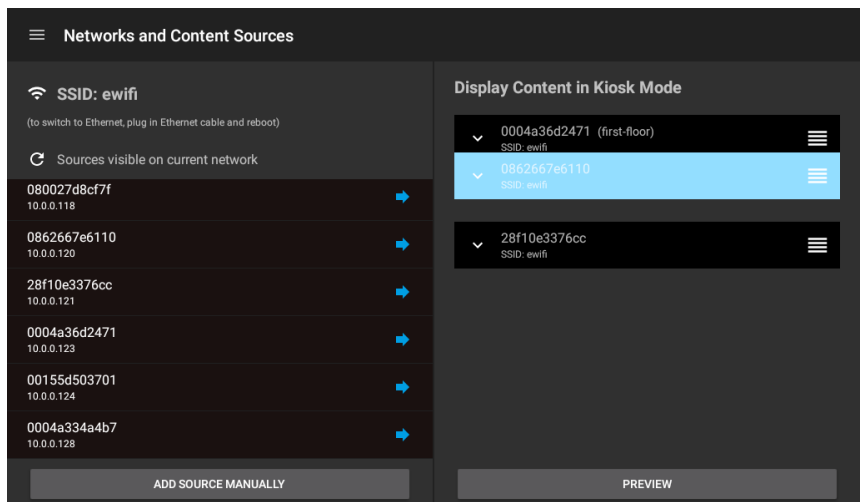 Networks and Content Sources
SSID: ewifi
(to switch to Ethernet, plug in Ethernet cable and reboot)
Sources visible on current network
080027d8cf7f
10.0.0.118
0862667e6110
10.0.0.120
28f10e3376cc
10.0.0.121
0004a36d2471
10.0.0.123
00155d503701
10.0.0.124
0004a334a4b7
10.0.0.128
ADD SOURCE MANUALLY
Display Content in Kiosk Mode
0004a36d2471 (first-floor)
SSID: ewifi
0862667e6110
SSID: ewifi
28f10e3376cc
SSID: ewifi
PREVIEW